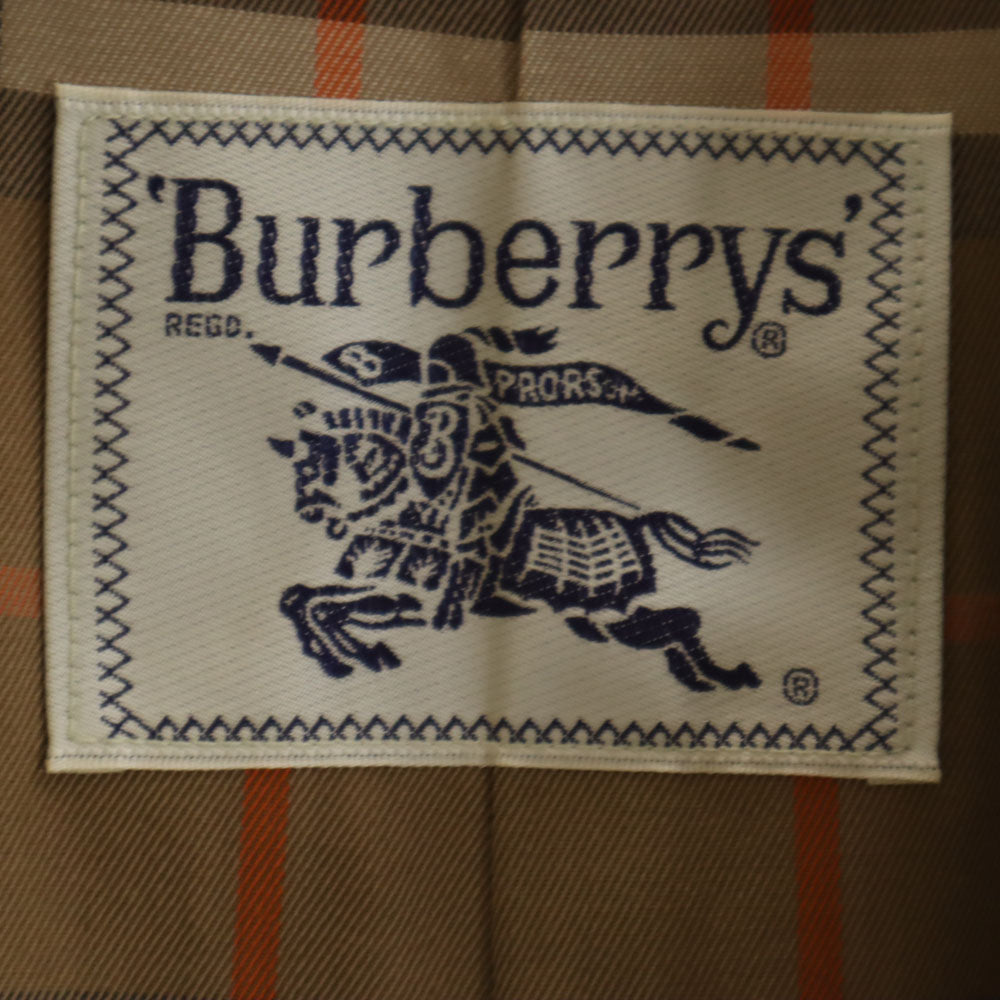 'Burberrys'
REGD. ®
B PRORSUM
B
®